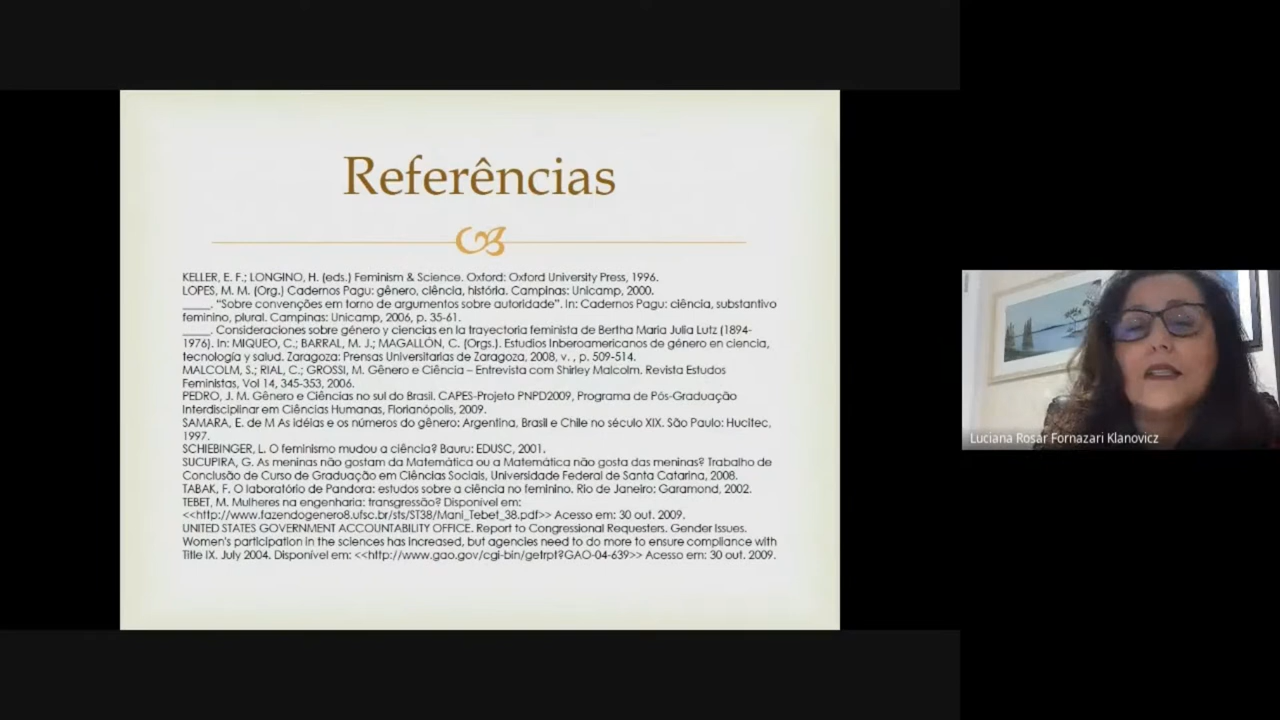 Referências
KELLER, E. F.; LONGINO, H. (eds.) Feminism & Science. Oxford: Oxford University Press, 1996.
LOPES, M. M. (Org.) Cadernos Pagu: gênero, ciência, história. Campinas: Unicamp, 2000.
_____. “Sobre convenções em torno de argumentos sobre autoridade”. In: Cadernos Pagu: ciência, substantivo
feminino, plural. Campinas: Unicamp, 2006, p. 35-61.
_____. Consideraciones sobre género y ciencias en la trayectoria feminista de Bertha Maria Julia Lutz (1894-
1976). In: MIQUEO, C.; BARRAL, M. J.; MAGALLÓN, C. (Orgs.). Estudios Inberoamericanos de género en ciencia,
tecnología y salud. Zaragoza: Prensas Universitarias de Zaragoza, 2008, v. , p. 509-514.
MALCOLM, S.; RIAL, C.; GROSSI, M. Gênero e Ciência – Entrevista com Shirley Malcolm. Revista Estudos
Feministas, Vol 14, 345-353, 2006.
PEDRO, J. M. Gênero e Ciências no sul do Brasil. CAPES-Projeto PNPD2009, Programa de Pós-Graduação
Interdisciplinar em Ciências Humanas, Florianópolis, 2009.
SAMARA, E. de M As idéias e os números do gênero: Argentina, Brasil e Chile no século XIX. São Paulo: Hucitec,
1997.
SCHIEBINGER, L. O feminismo mudou a ciência? Bauru: EDUSC, 2001.
SUCUPIRA, G. As meninas não gostam da Matemática ou a Matemática não gosta das meninas? Trabalho de
Conclusão de Curso de Graduação em Ciências Sociais, Universidade Federal de Santa Catarina, 2008.
TABAK, F. O laboratório de Pandora: estudos sobre a ciência no feminino. Rio de Janeiro: Garamond, 2002.
TEBET, M. Mulheres na engenharia: transgressão? Disponível em:
<<http://www.fazendogenero8.ufsc.br/sts/ST38/Mani_Tebet_38.pdf>> Acesso em: 30 out. 2009.
UNITED STATES GOVERNMENT ACCOUNTABILITY OFFICE. Report to Congressional Requesters. Gender Issues.
Women's participation in the sciences has increased, but agencies need to do more to ensure compliance with
Title IX. July 2004. Disponível em: <<http://www.gao.gov/cgi-bin/getrpt?GAO-04-639>> Acesso em: 30 out. 2009.
Luciana Rosar Fornazari Klanovicz